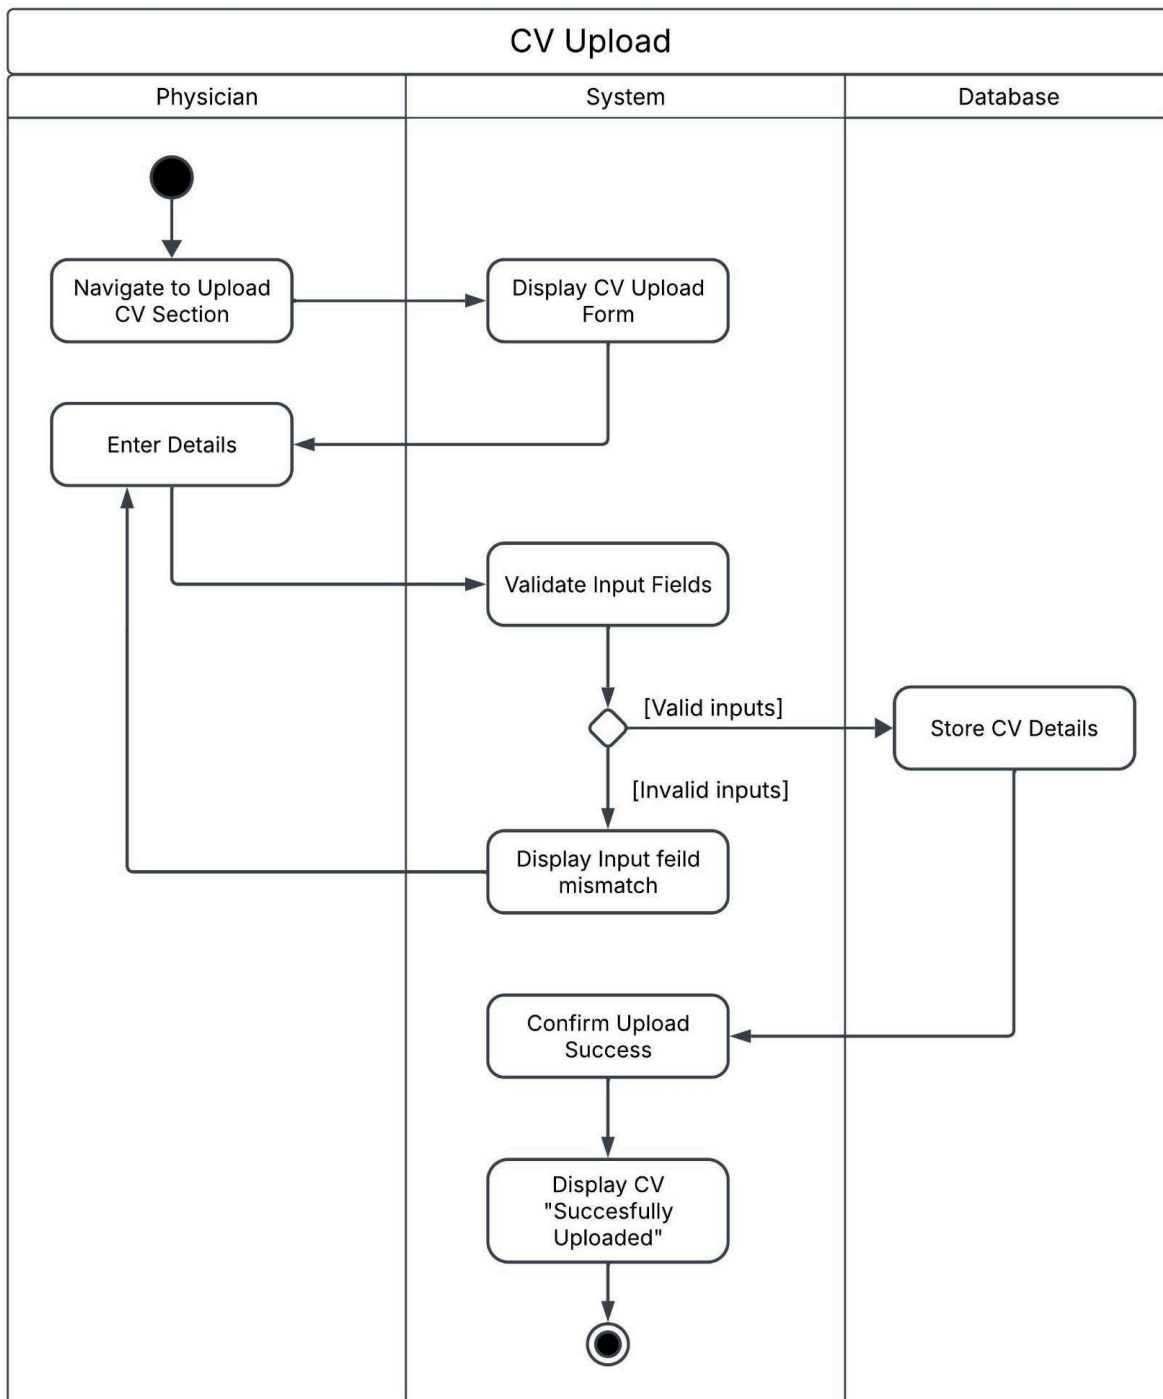 CV Upload
Physician
System
Database
Navigate to Upload
CV Section
Display CV Upload
Form
Enter Details
Validate Input Fields
[Valid inputs]
Store CV Details
[Invalid inputs]
Display Input feild
mismatch
Confirm Upload
Success
Display CV
"Succesfully
Uploaded"